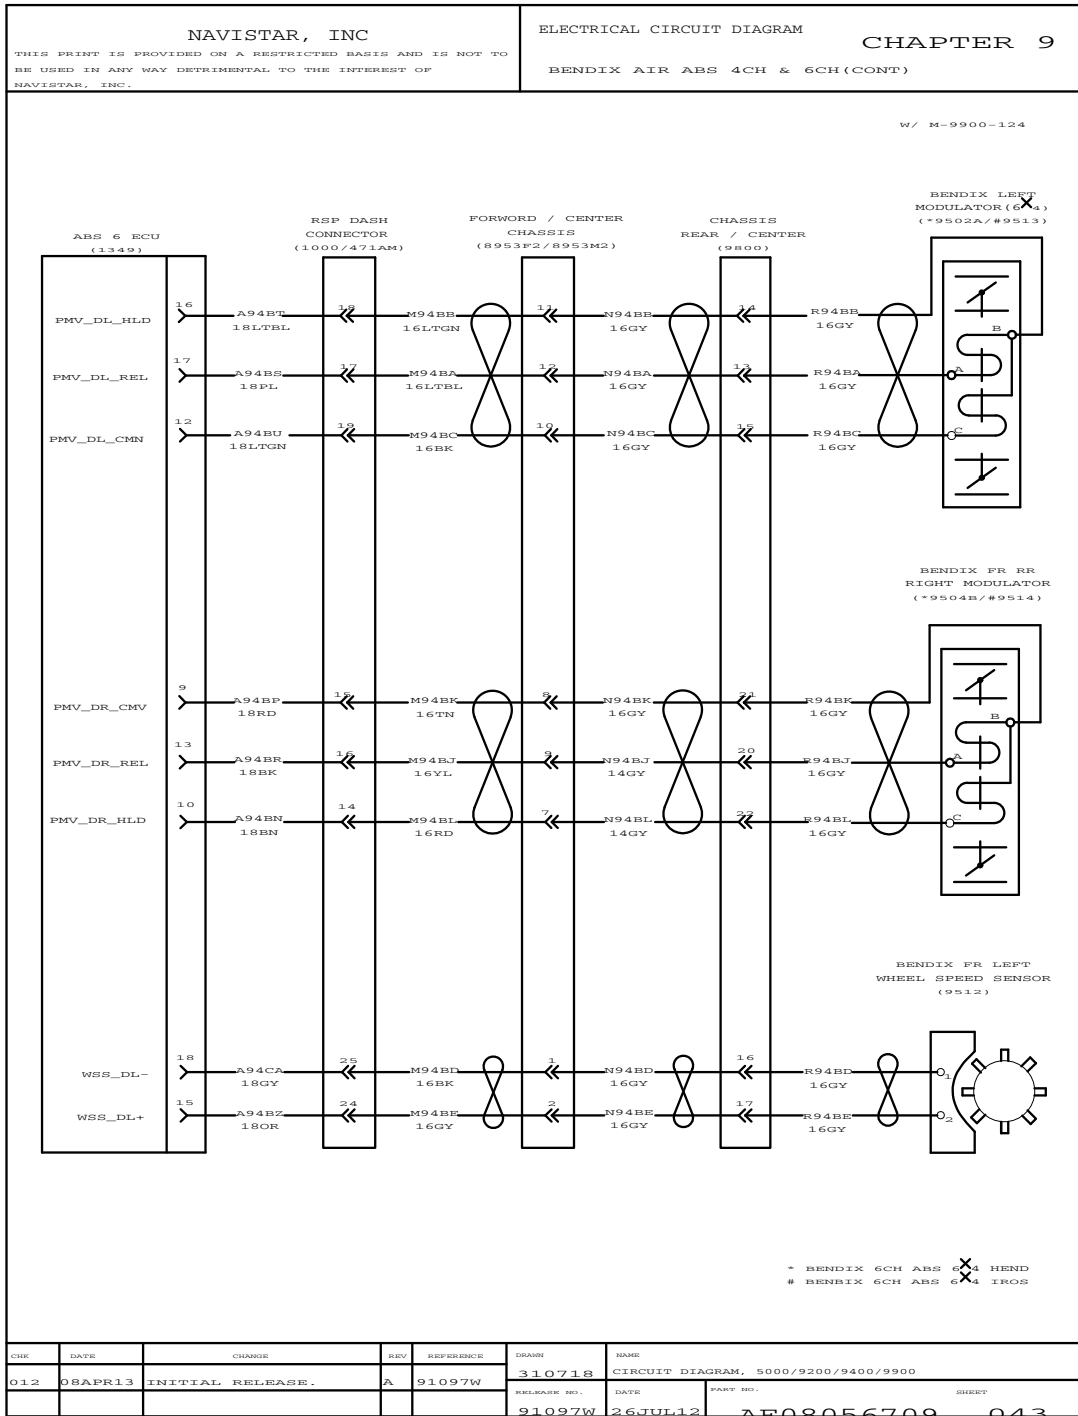 NAVISTAR, INC
THIS PRINT IS PROVIDED ON A RESTRICTED BASIS AND IS NOT TO
BE USED IN ANY WAY DETRIMENTAL TO THE INTEREST OF
NAVISTAR, INC.
ELECTRICAL CIRCUIT DIAGRAM
BENDIX AIR ABS 4CH & 6CH(CONT)
CHAPTER 9
W/ M-9900-124
ABS 6 ECU
(1349)
RSP DASH
CONNECTOR
(1000/471AM)
FORWORD / CENTER
CHASSIS
(8953F2/8953M2)
CHASSIS
REAR / CENTER
(9800)
BENDIX LEFT
MODULATOR(6X4)
(*9502A/#9513)
PMV_DL_HLD 16 A94BT 18 M94BB 11 N94BB 14 R94BB B
18LTBL 16LTGN 16GY 16GY
PMV_DL_REL 17 A94BS 17 M94BA 12 N94BA 13 R94BA A
18PL 16LTBL 16GY 16GY
PMV_DL_CMN 12 A94BU 19 M94BC 10 N94BC 15 R94BC C
18LTGN 16BK 16GY 16GY
BENDIX FR RR
RIGHT MODULATOR
(*9504B/#9514)
PMV_DR_CMV 9 A94BP 15 M94BK 8 N94BK 21 R94BK B
18RD 16TN 16GY 16GY
PMV_DR_REL 13 A94BR 16 M94BJ 9 N94BJ 20 R94BJ A
18BK 16YL 14GY 16GY
PMV_DR_HLD 10 A94BN 14 M94BL 7 N94BL 22 R94BL C
18BN 16RD 14GY 16GY
BENDIX FR LEFT
WHEEL SPEED SENSOR
(9512)
WSS_DL- 18 A94CA 25 M94BD 1 N94BD 16 R94BD 1
18GY 16BK 16GY 16GY
WSS_DL+ 15 A94BZ 24 M94BE 2 N94BE 17 R94BE 2
18OR 16GY 16GY 16GY
* BENDIX 6CH ABS 6X4 HEND
# BENBIX 6CH ABS 6X4 IROS
CHK DATE CHANGE REV REFERENCE
012 08APR13 INITIAL RELEASE. A 91097W
DRAWN
310718
NAME
CIRCUIT DIAGRAM, 5000/9200/9400/9900
RELEASE NO.
91097W
DATE
26JUL12
PART NO.
AF08056709
SHEET
043